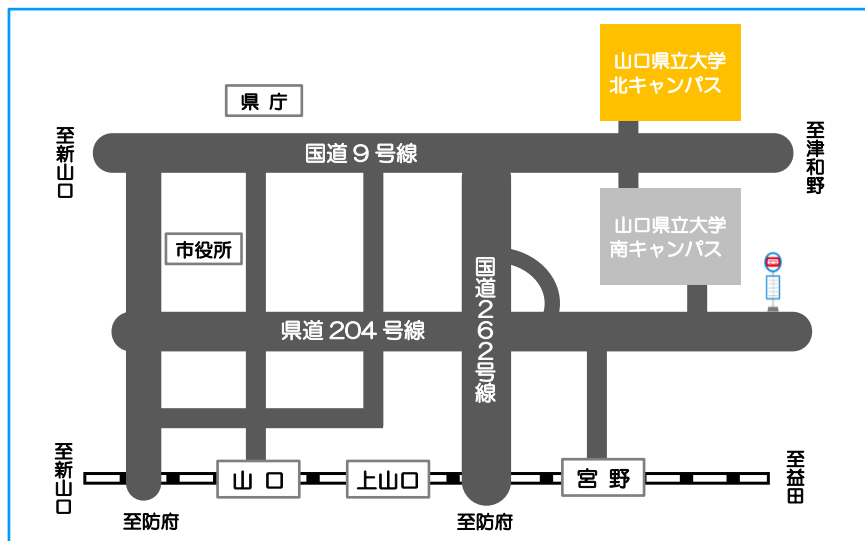 山口県立大学
北キャンパス
県庁
至新山口
国道9号線
至津和野
山口県立大学
南キャンパス
市役所
国道262号線
県道204号線
至新山口
山口
上山口
宮野
至益田
至防府
至防府